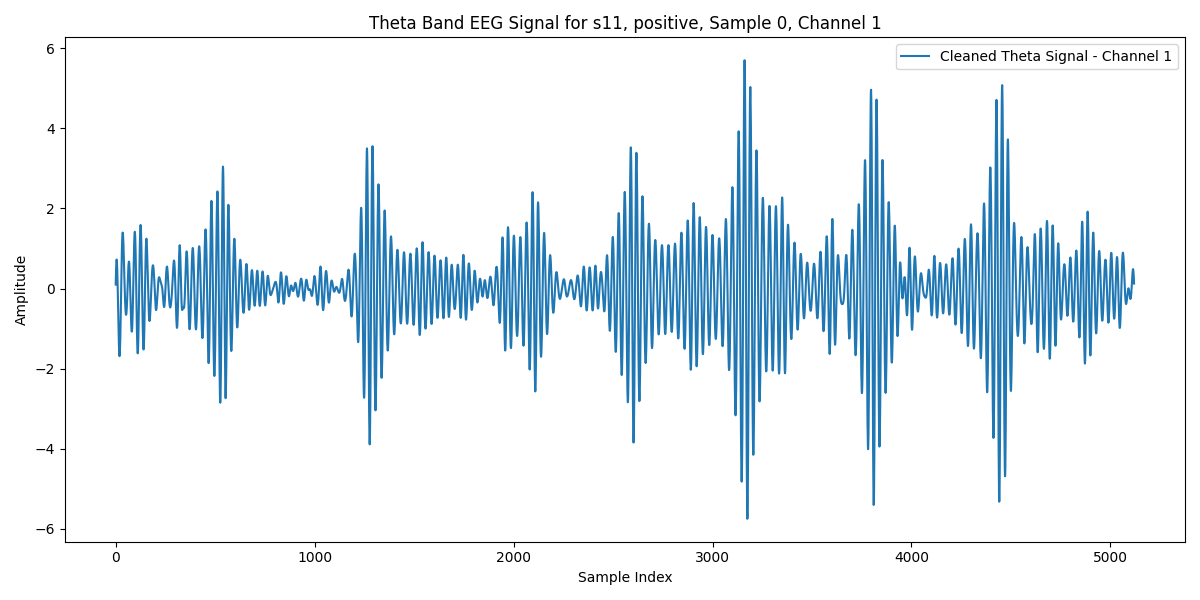 Theta Band EEG Signal for s11, positive, Sample 0, Channel 1
Cleaned Theta Signal - Channel 1
6
4
2
0
−2
−4
−6
Amplitude
0 1000 2000 3000 4000 5000
Sample Index